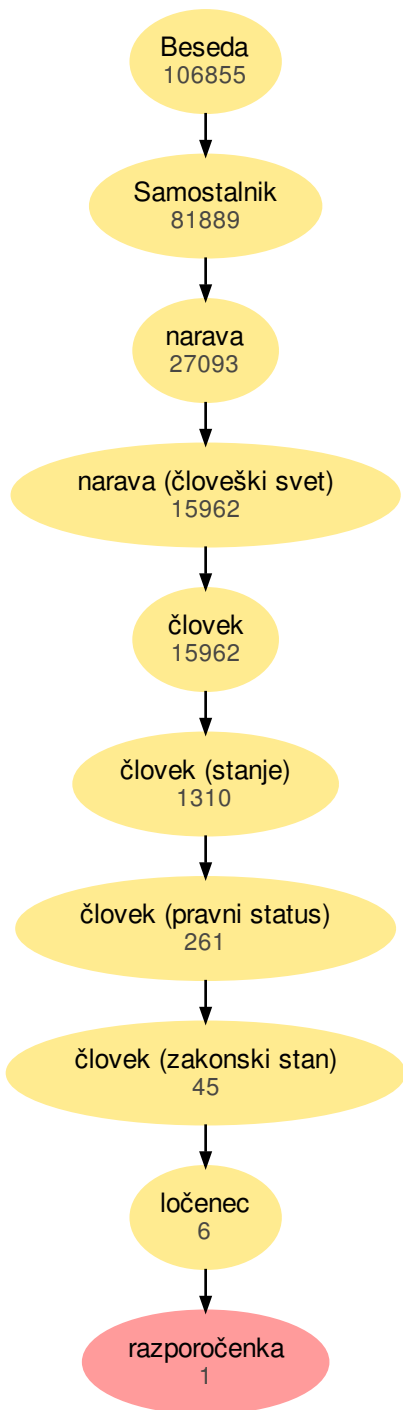 Beseda
106855
Samostalnik
81889
narava
27093
narava (človeški svet)
15962
človek
15962
človek (stanje)
1310
človek (pravni status)
261
človek (zakonski stan)
45
ločenec
6
razporočenka
1